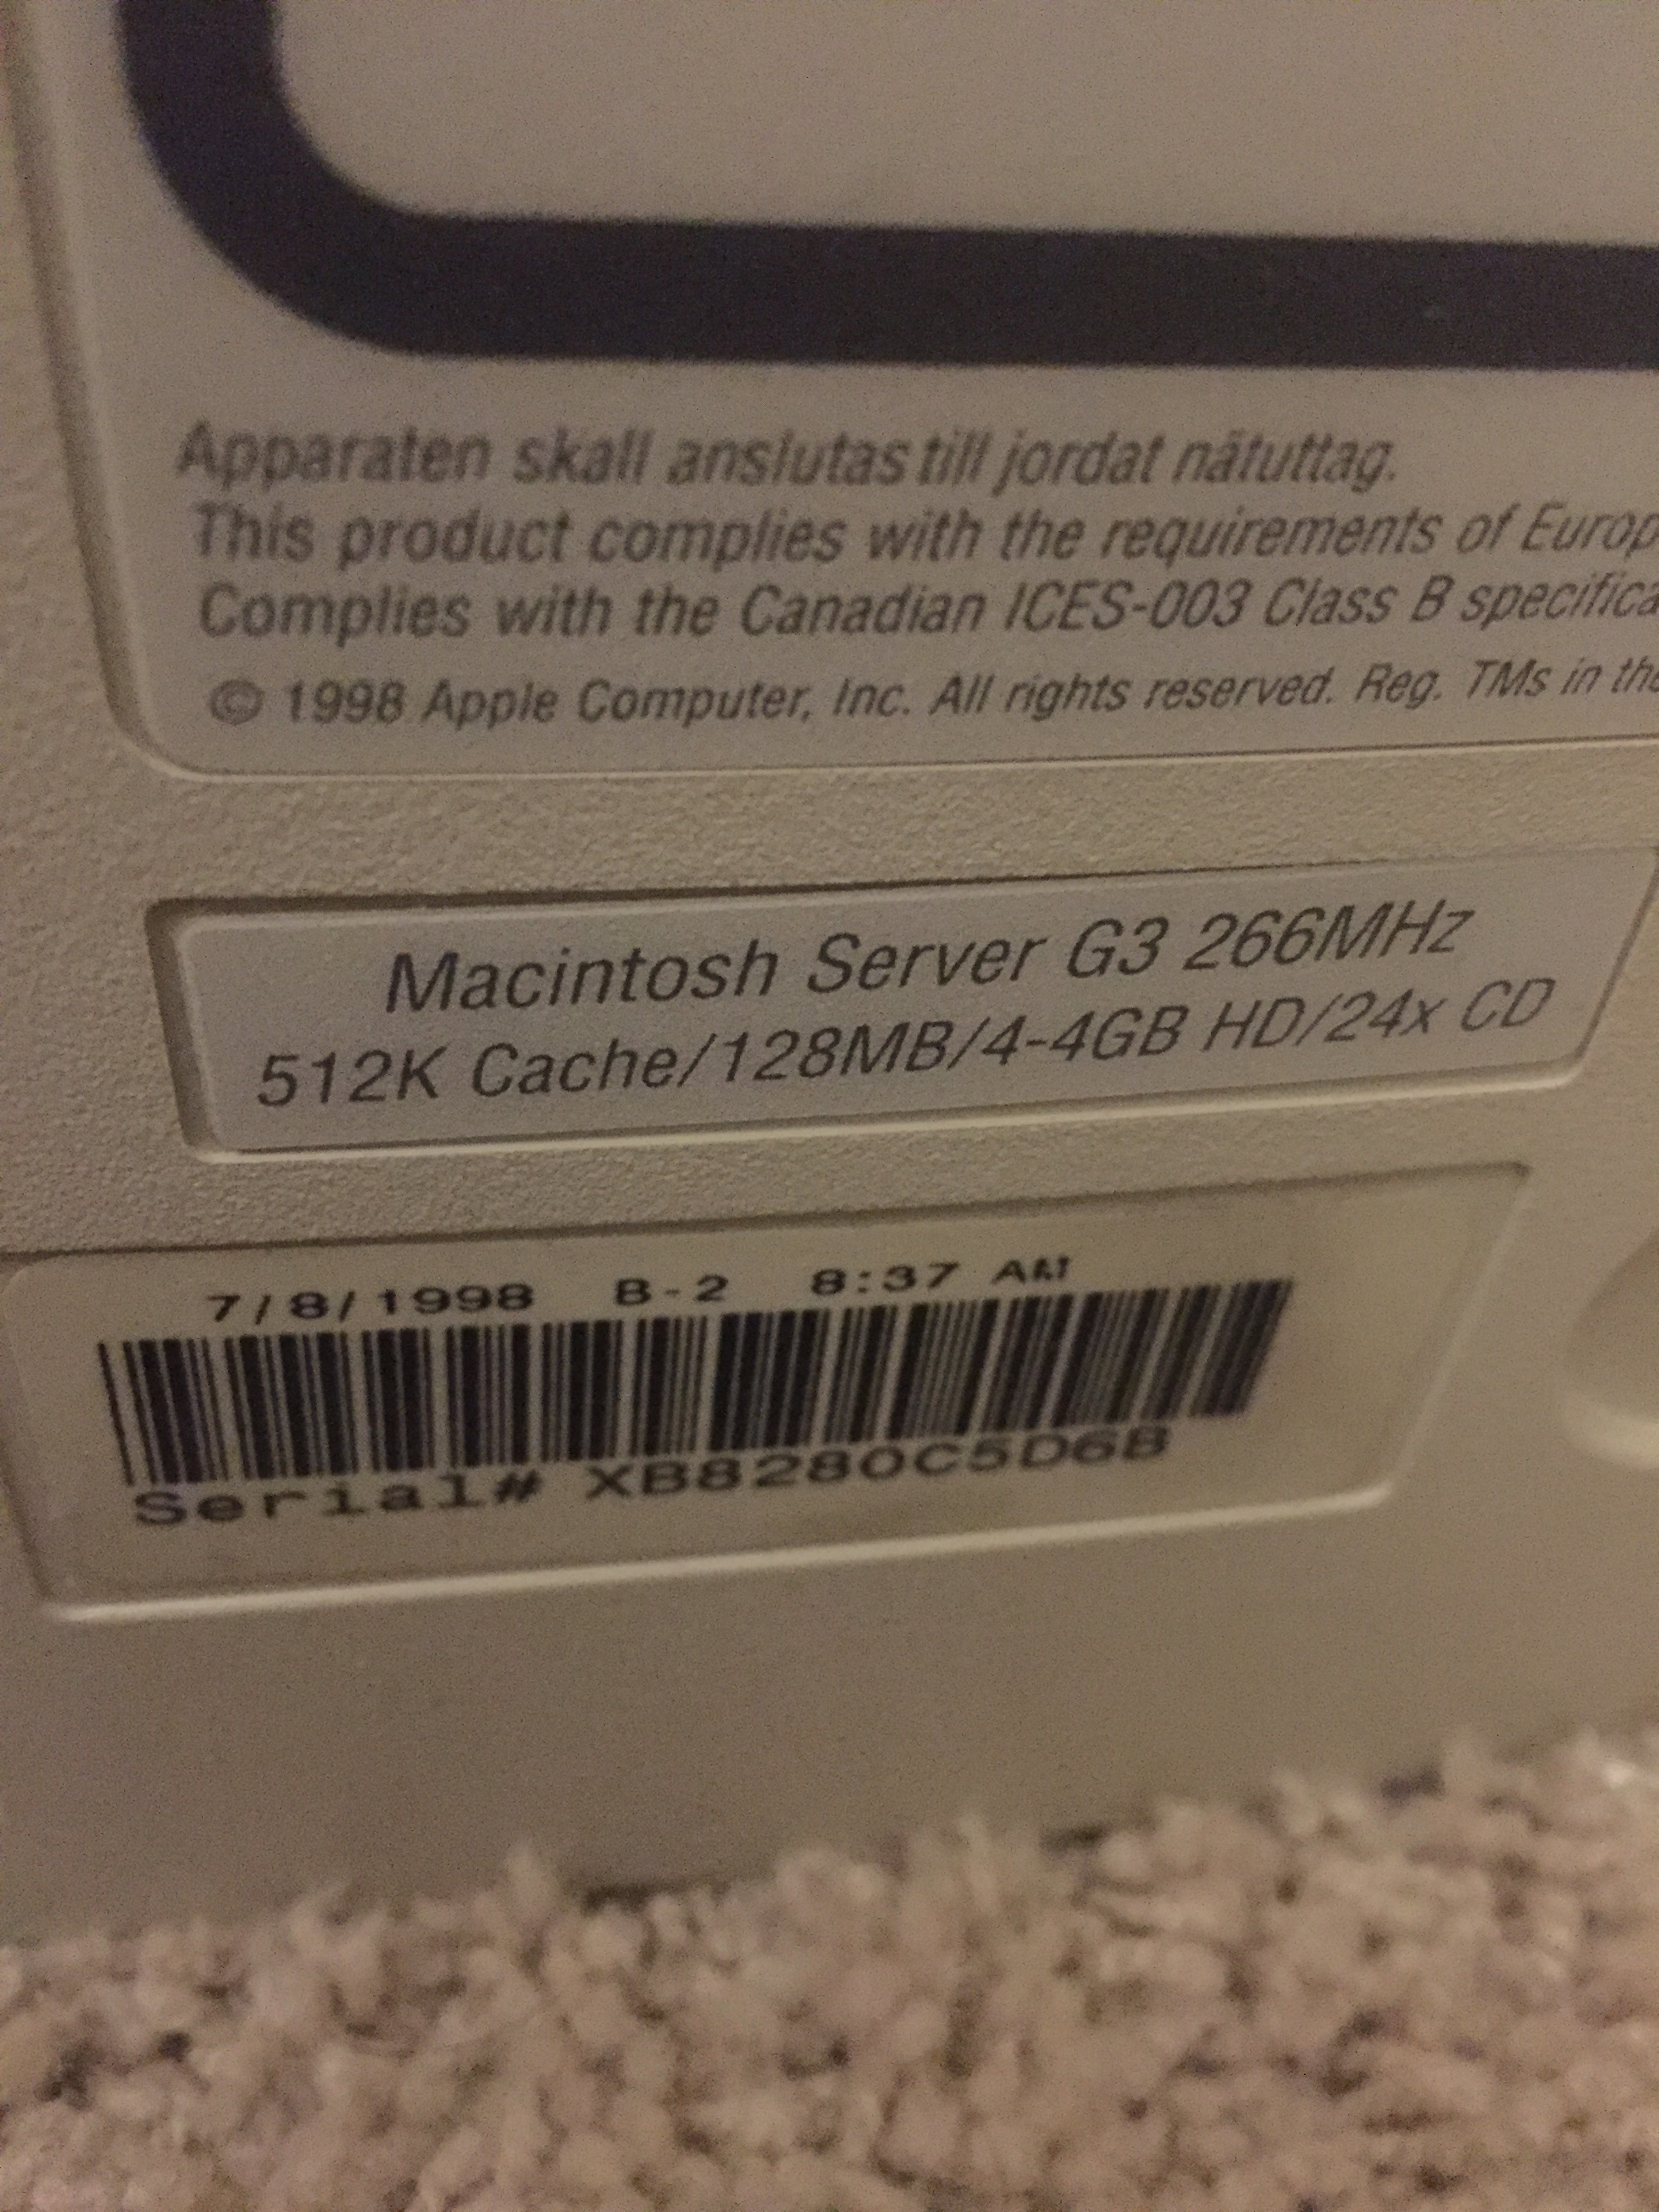 Apparaten skall anslutas till jordat nätuttag.
This product complies with the requirements of Europ
Complies with the Canadian ICES-003 Class B specifica
© 1998 Apple Computer, Inc. All rights reserved. Reg. TMs in the
Macintosh Server G3 266MHz
512K Cache/128MB/4-4GB HD/24x CD
7/8/1998 B-2 8:37 AM
Serial# XB8280C5D6B